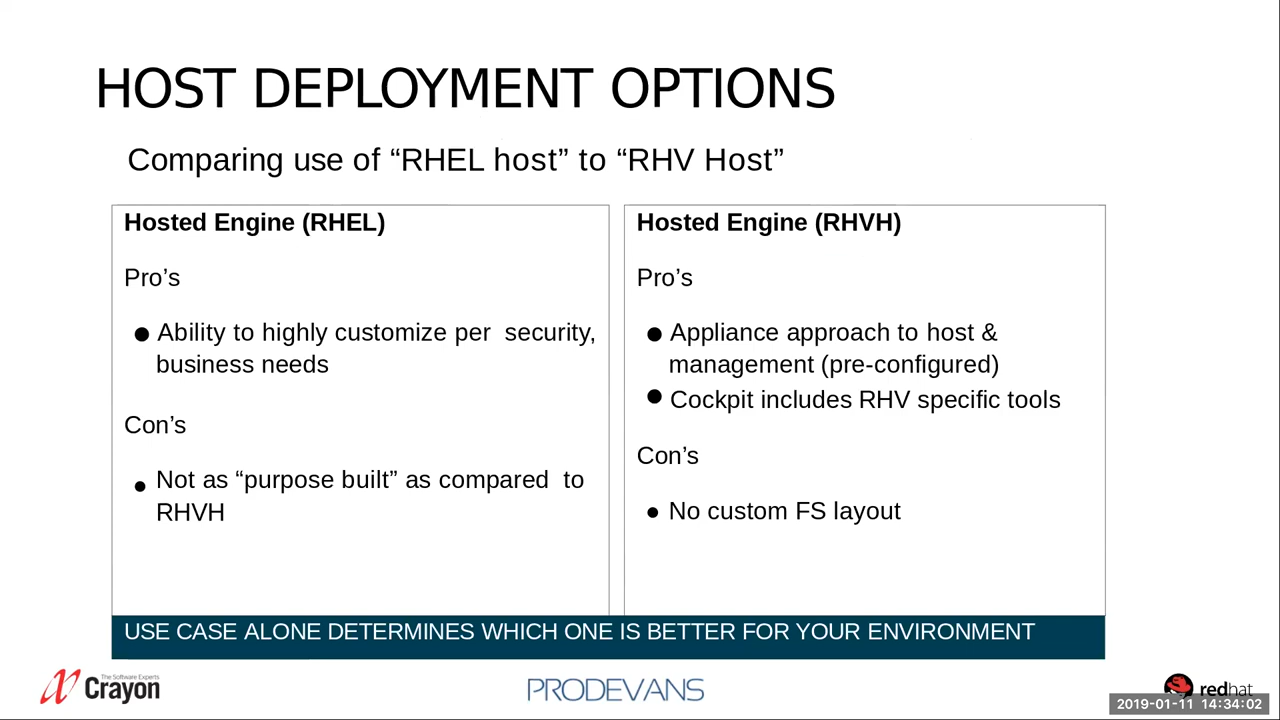 HOST DEPLOYMENT OPTIONS
Comparing use of “RHEL host” to “RHV Host”
Hosted Engine (RHEL)
Pro’s
● Ability to highly customize per security,
business needs
Con’s
● Not as “purpose built” as compared to
RHVH
Hosted Engine (RHVH)
Pro’s
● Appliance approach to host &
management (pre-configured)
● Cockpit includes RHV specific tools
Con’s
● No custom FS layout
USE CASE ALONE DETERMINES WHICH ONE IS BETTER FOR YOUR ENVIRONMENT
The Software Experts
Crayon
PRODEVANS
redhat
2019-01-11 14:34:02